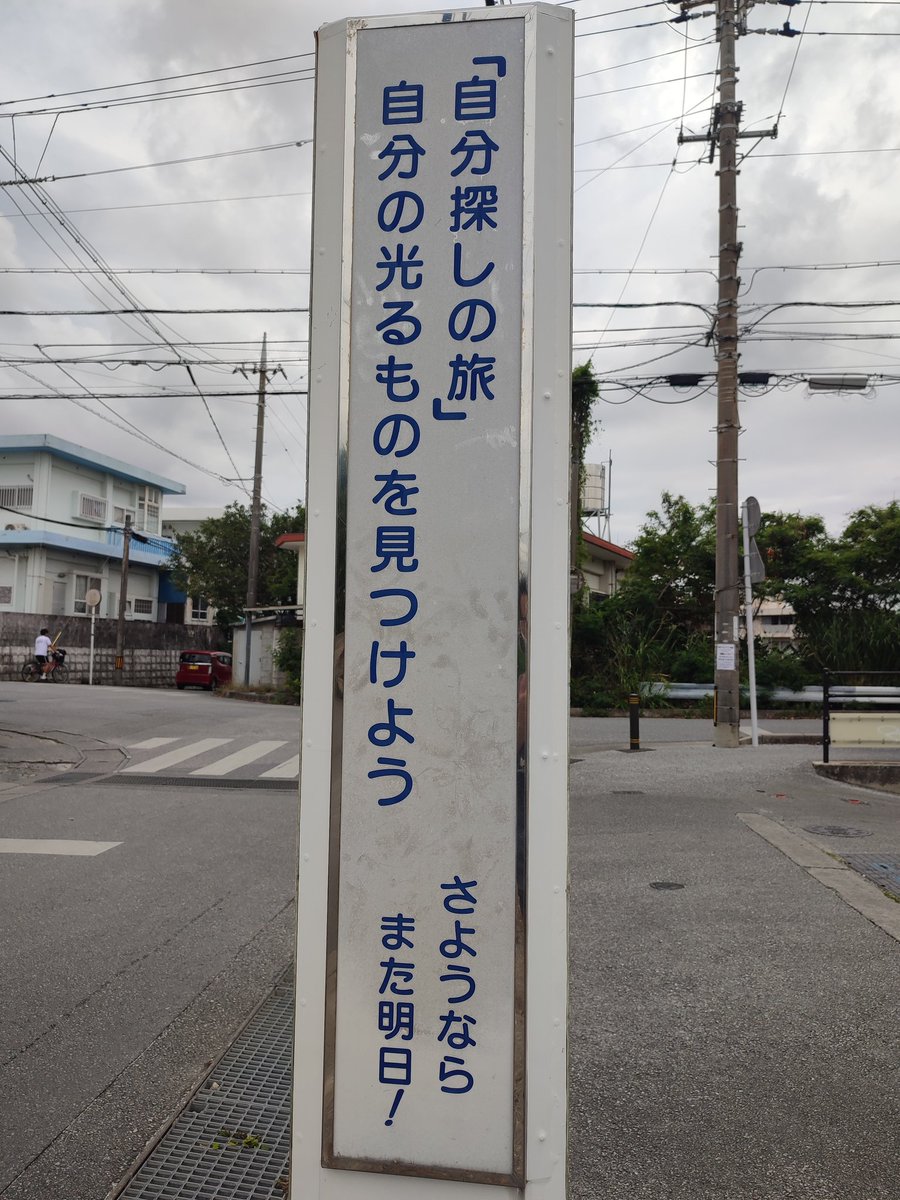 「自分探しの旅」
自分の光るものを見つけよう
さようなら
また明日!